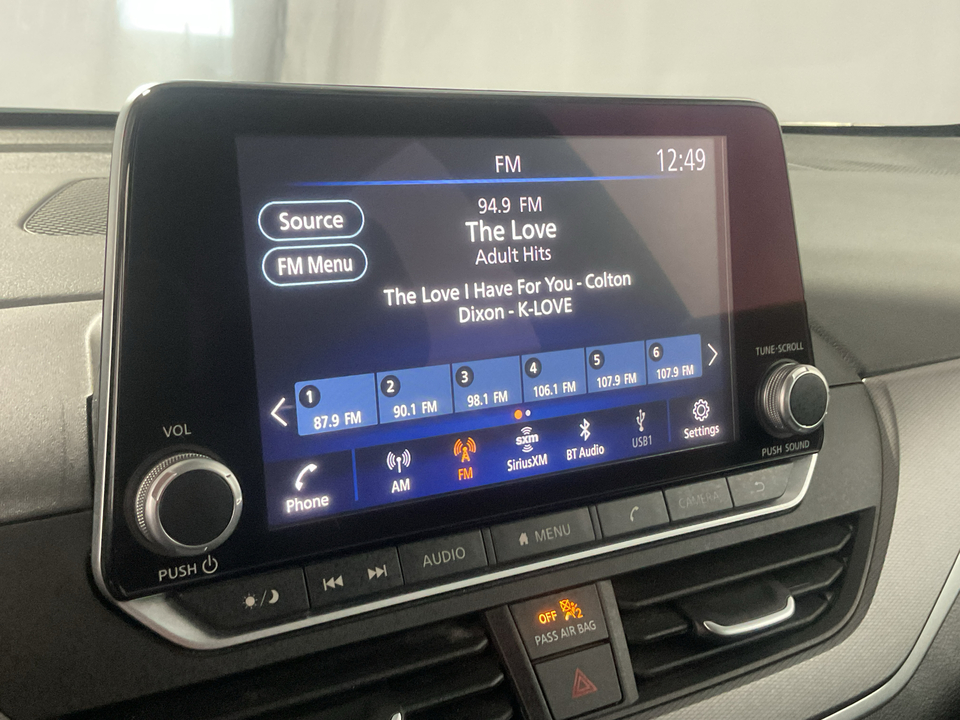 FM
12:49
Source
94.9 FM
FM Menu
The Love
Adult Hits
The Love I Have For You - Colton
Dixon - K-LOVE
1
87.9 FM
2
90.1 FM
3
98.1 FM
4
106.1 FM
5
107.9 FM
6
107.9 FM
Phone
AM
FM
sxm
SiriusXM
BT Audio
USB1
Settings
VOL
PUSH
TUNE·SCROLL
PUSH SOUND
AUDIO
MENU
CAMERA
OFF
2
PASS AIR BAG